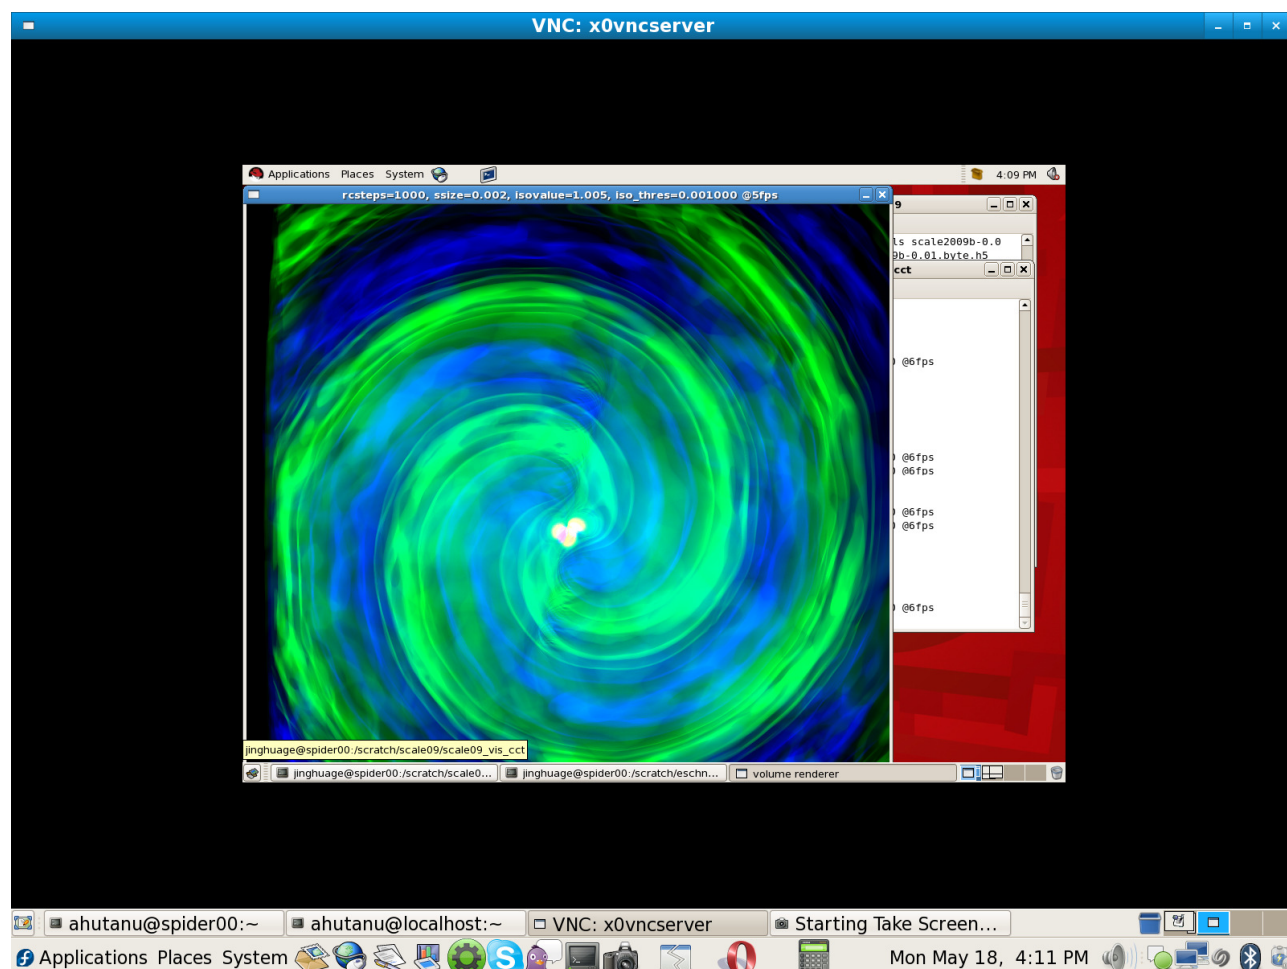 VNC: x0vncserver
Applications Places System
4:09 PM
rcsteps=1000, ssize=0.002, isovalue=1.005, iso_thres=0.001000 @5fps
9
ls scale2009b-0.0
9b-0.01.byte.h5
cct
) @6fps
) @6fps
) @6fps
) @6fps
) @6fps
) @6fps
jinghuage@spider00:/scratch/scale09/scale09_vis_cct
jinghuage@spider00:/scratch/scale0...
jinghuage@spider00:/scratch/eschn...
volume renderer
ahutanu@spider00:~
ahutanu@localhost:~
VNC: x0vncserver
Starting Take Screen...
Applications Places System
Mon May 18, 4:11 PM